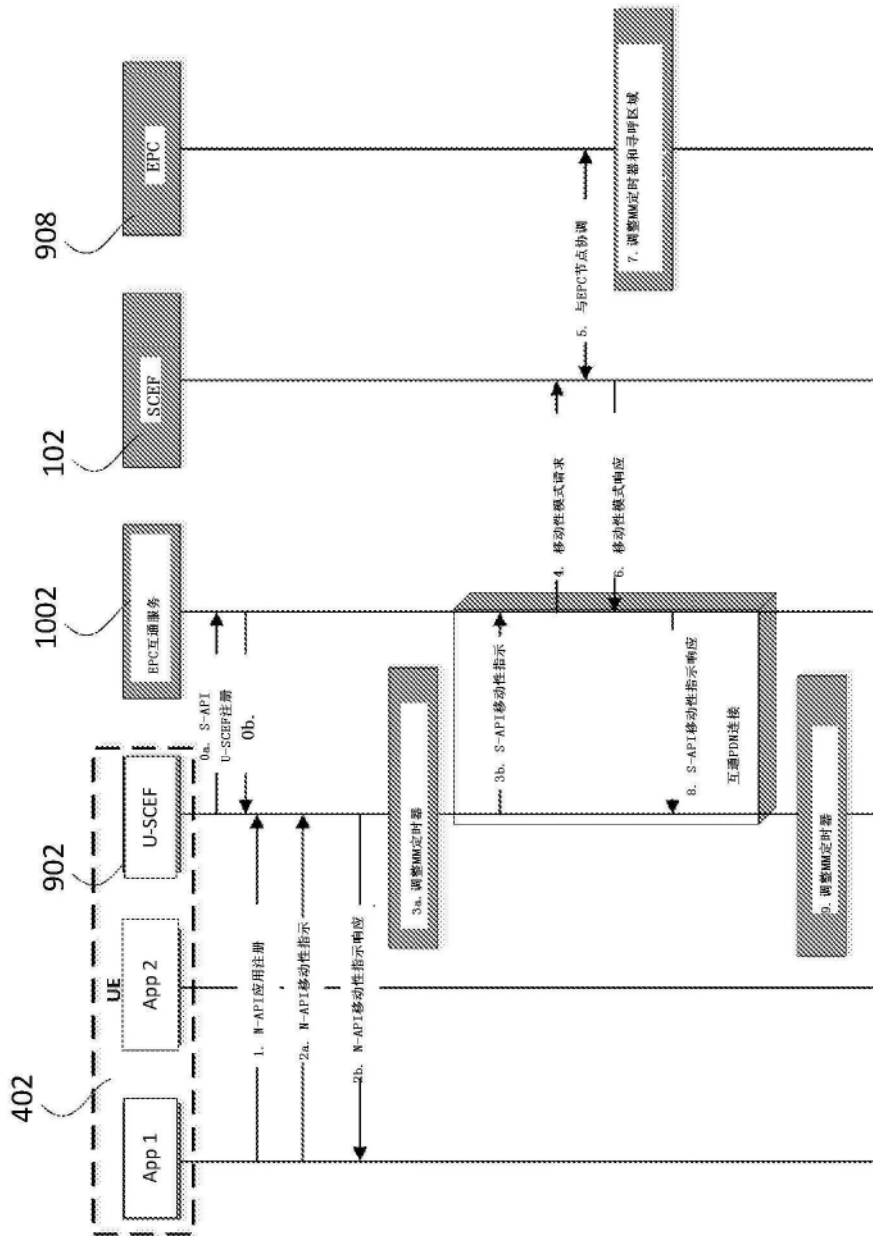 402
902
1002
102
908
UE
App 1
App 2
U-SCEF
EPC互通服务
SCEF
EPC
0a. S-API
U-SCEF注册
0b.
1. N-API应用注册
2a. N-API移动性指示
2b. N-API移动性指示响应
3a.调整MM定时器
3b. S-API移动性指示
4. 移动性模式请求
5. 与EPC节点协调
6. 移动性模式响应
7. 调整MM定时器和寻呼区域
8. S-API移动性指示响应
互通PDN连接
9. 调整MM定时器